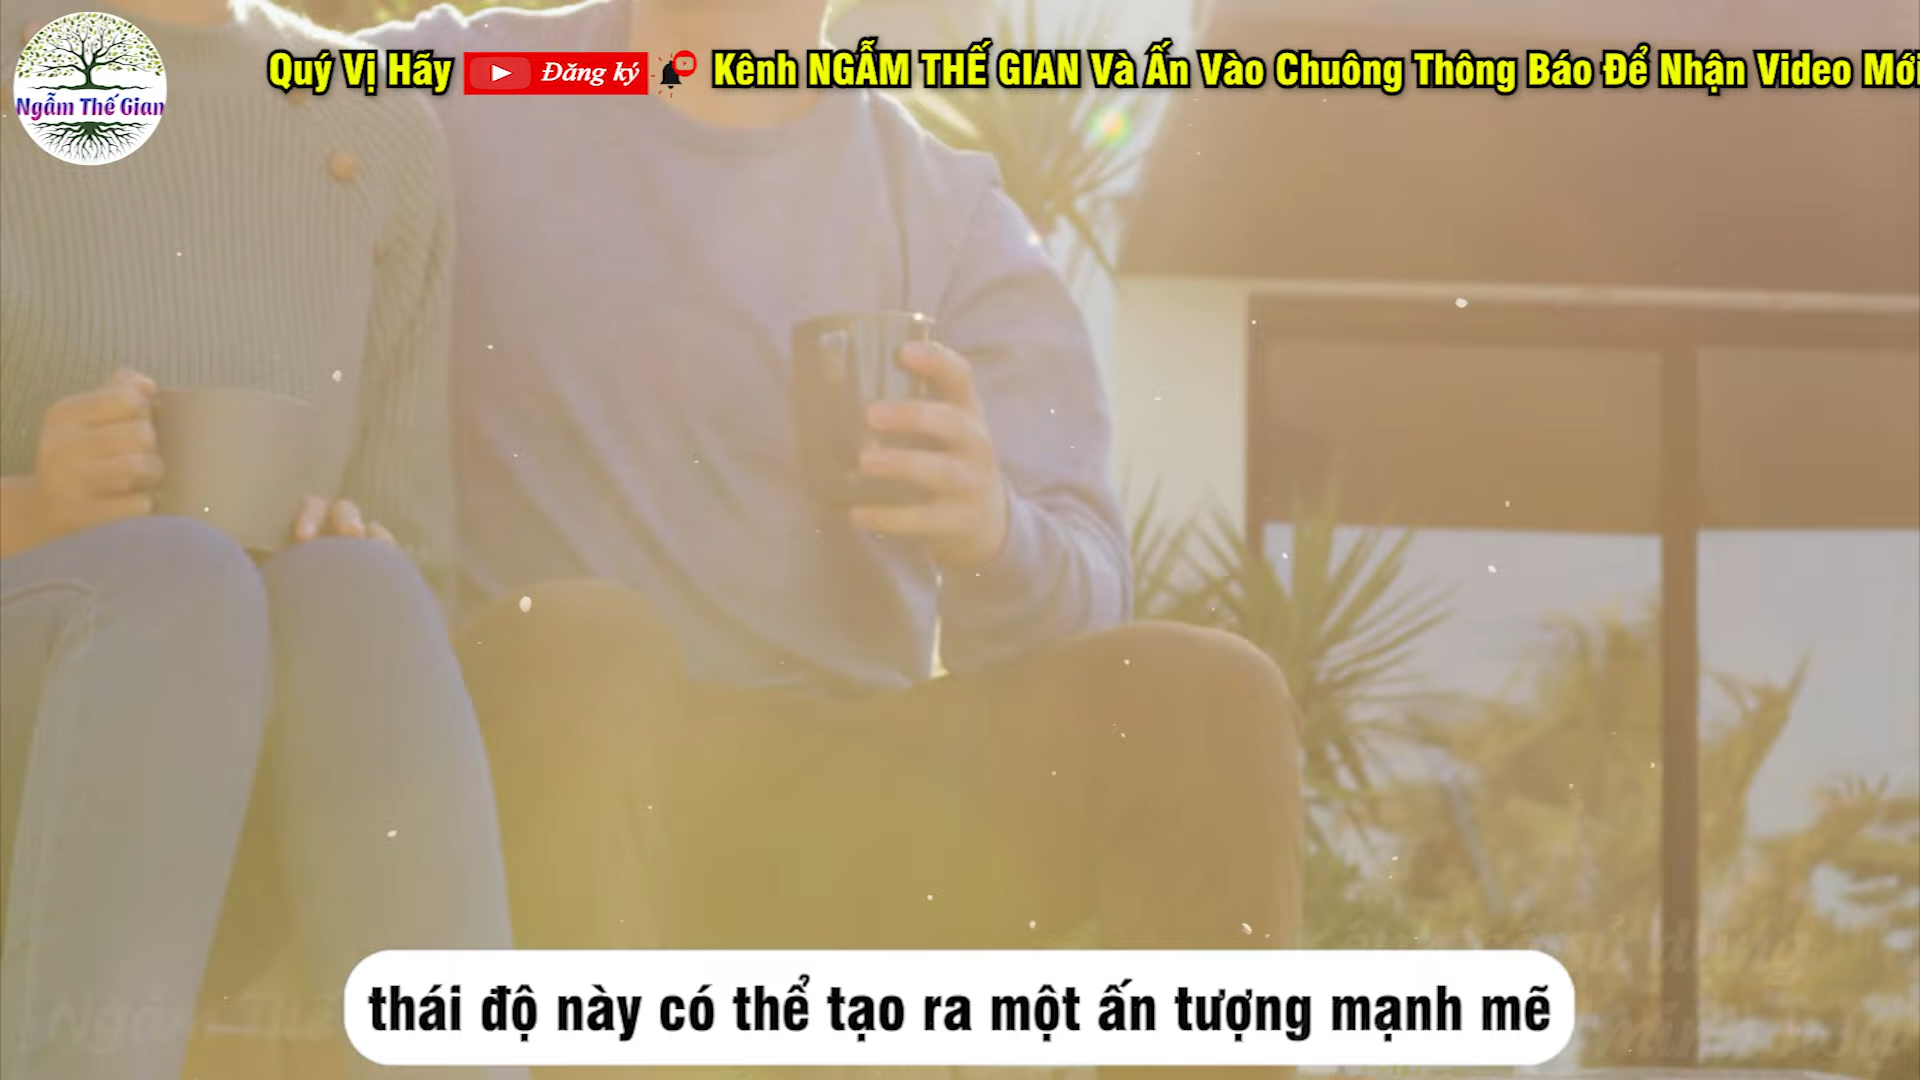 Quý Vị Hãy Đăng ký Kênh NGẪM THẾ GIAN Và Ấn Vào Chuông Thông Báo Để Nhận Video Mới
Ngẫm Thế Gian
thái độ này có thể tạo ra một ấn tượng mạnh mẽ